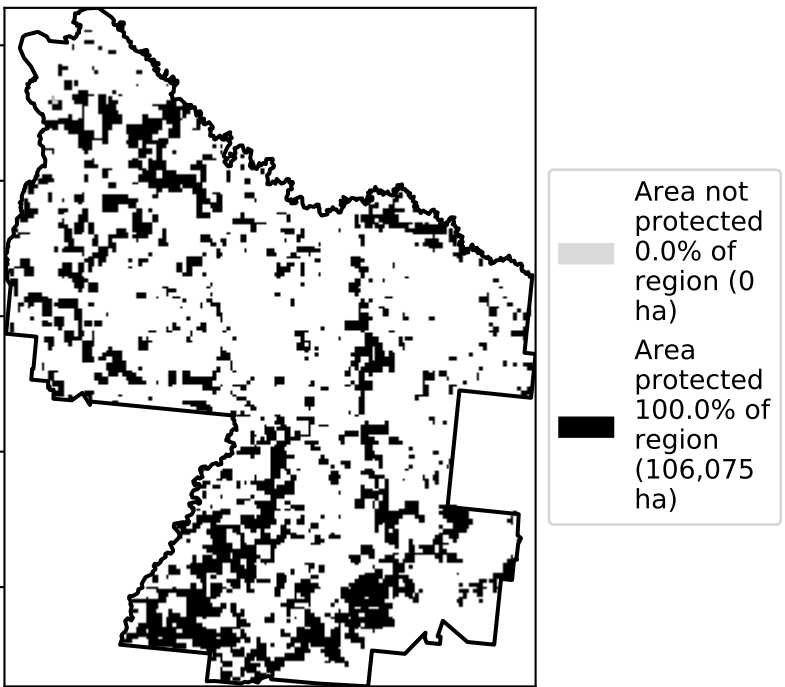 Area not
protected
0.0% of
region (0
ha)
Area
protected
100.0% of
region
(106,075
ha)